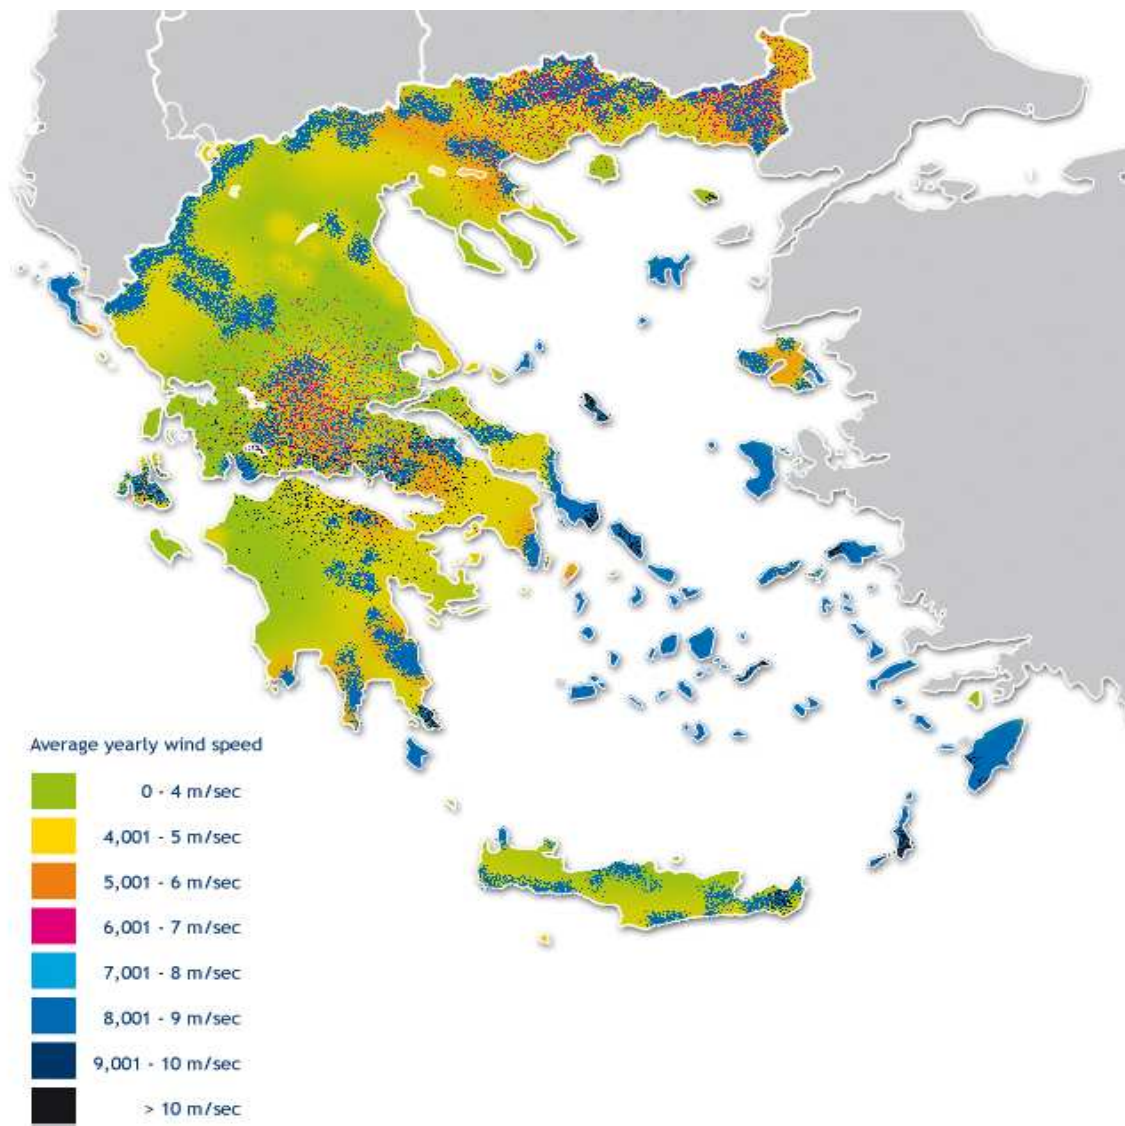 Average yearly wind speed
0 - 4 m/sec
4,001 - 5 m/sec
5,001 - 6 m/sec
6,001 - 7 m/sec
7,001 - 8 m/sec
8,001 - 9 m/sec
9,001 - 10 m/sec
> 10 m/sec